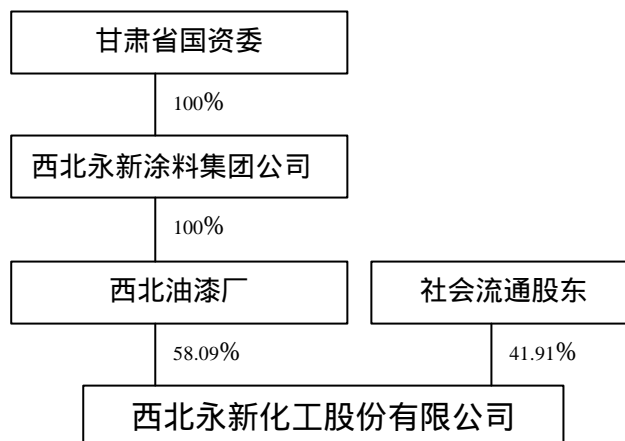 甘肃省国资委
100%
西北永新涂料集团公司
100%
西北油漆厂
社会流通股东
58.09%
41.91%
西北永新化工股份有限公司